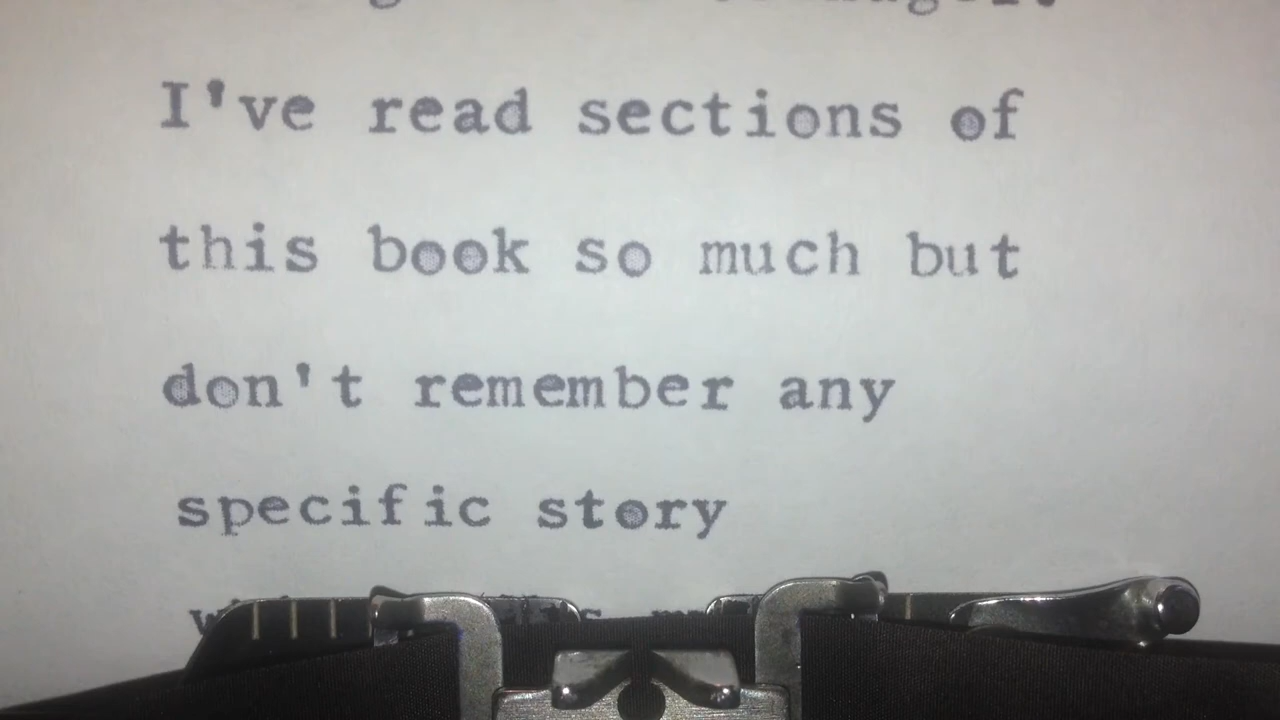 I've read sections of
this book so much but
don't remember any
specific story